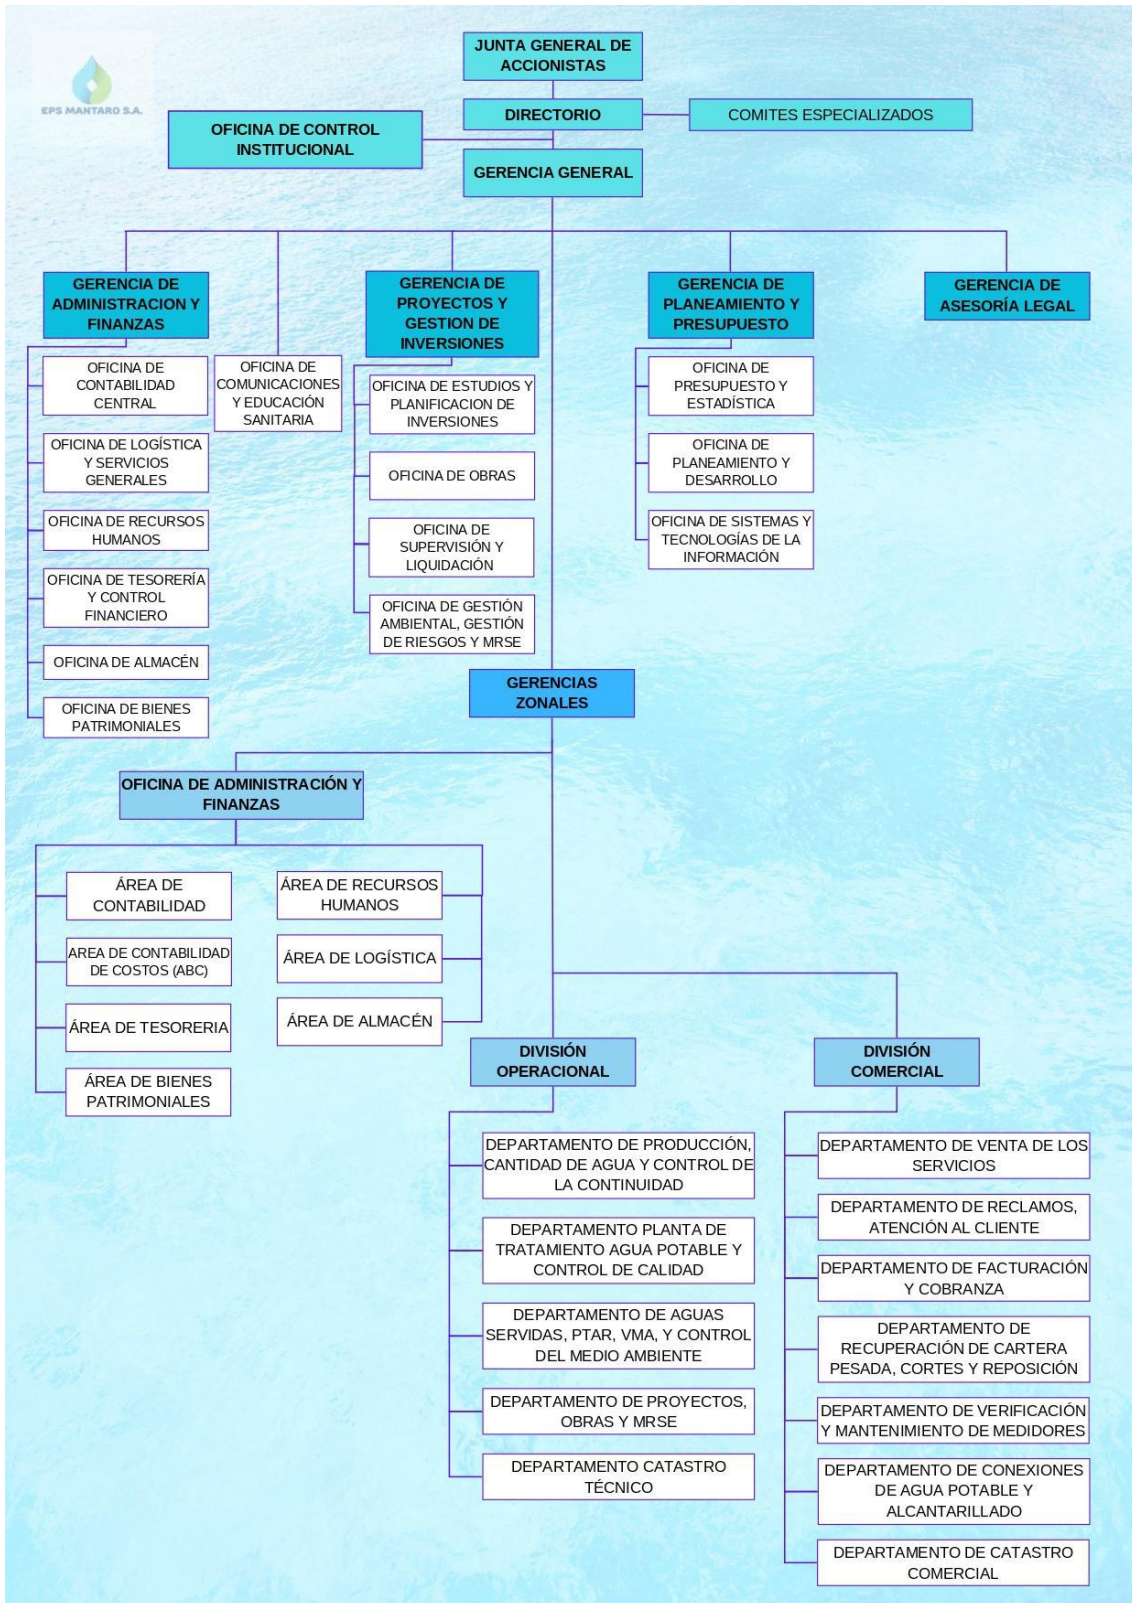 EPS MANTARO S.A.
JUNTA GENERAL DE
ACCIONISTAS
DIRECTORIO
COMITES ESPECIALIZADOS
OFICINA DE CONTROL
INSTITUCIONAL
GERENCIA GENERAL
GERENCIA DE
ADMINISTRACION Y
FINANZAS
OFICINA DE
CONTABILIDAD
CENTRAL
OFICINA DE LOGÍSTICA
Y SERVICIOS
GENERALES
OFICINA DE RECURSOS
HUMANOS
OFICINA DE TESORERÍA
Y CONTROL
FINANCIERO
OFICINA DE ALMACÉN
OFICINA DE BIENES
PATRIMONIALES
OFICINA DE
COMUNICACIONES
Y EDUCACIÓN
SANITARIA
GERENCIA DE
PROYECTOS Y
GESTION DE
INVERSIONES
OFICINA DE ESTUDIOS Y
PLANIFICACION DE
INVERSIONES
OFICINA DE OBRAS
OFICINA DE
SUPERVISIÓN Y
LIQUIDACIÓN
OFICINA DE GESTIÓN
AMBIENTAL, GESTIÓN
DE RIESGOS Y MRSE
GERENCIA DE
PLANEAMIENTO Y
PRESUPUESTO
OFICINA DE
PRESUPUESTO Y
ESTADÍSTICA
OFICINA DE
PLANEAMIENTO Y
DESARROLLO
OFICINA DE SISTEMAS Y
TECNOLOGÍAS DE LA
INFORMACIÓN
GERENCIA DE
ASESORÍA LEGAL
GERENCIAS
ZONALES
OFICINA DE ADMINISTRACIÓN Y
FINANZAS
ÁREA DE
CONTABILIDAD
AREA DE CONTABILIDAD
DE COSTOS (ABC)
ÁREA DE TESORERIA
ÁREA DE BIENES
PATRIMONIALES
ÁREA DE RECURSOS
HUMANOS
ÁREA DE LOGÍSTICA
ÁREA DE ALMACÉN
DIVISIÓN
OPERACIONAL
DEPARTAMENTO DE PRODUCCIÓN,
CANTIDAD DE AGUA Y CONTROL DE
LA CONTINUIDAD
DEPARTAMENTO PLANTA DE
TRATAMIENTO AGUA POTABLE Y
CONTROL DE CALIDAD
DEPARTAMENTO DE AGUAS
SERVIDAS, PTAR, VMA, Y CONTROL
DEL MEDIO AMBIENTE
DEPARTAMENTO DE PROYECTOS,
OBRAS Y MRSE
DEPARTAMENTO CATASTRO
TÉCNICO
DIVISIÓN
COMERCIAL
DEPARTAMENTO DE VENTA DE LOS
SERVICIOS
DEPARTAMENTO DE RECLAMOS,
ATENCIÓN AL CLIENTE
DEPARTAMENTO DE FACTURACIÓN
Y COBRANZA
DEPARTAMENTO DE
RECUPERACIÓN DE CARTERA
PESADA, CORTES Y REPOSICIÓN
DEPARTAMENTO DE VERIFICACIÓN
Y MANTENIMIENTO DE MEDIDORES
DEPARTAMENTO DE CONEXIONES
DE AGUA POTABLE Y
ALCANTARILLADO
DEPARTAMENTO DE CATASTRO
COMERCIAL